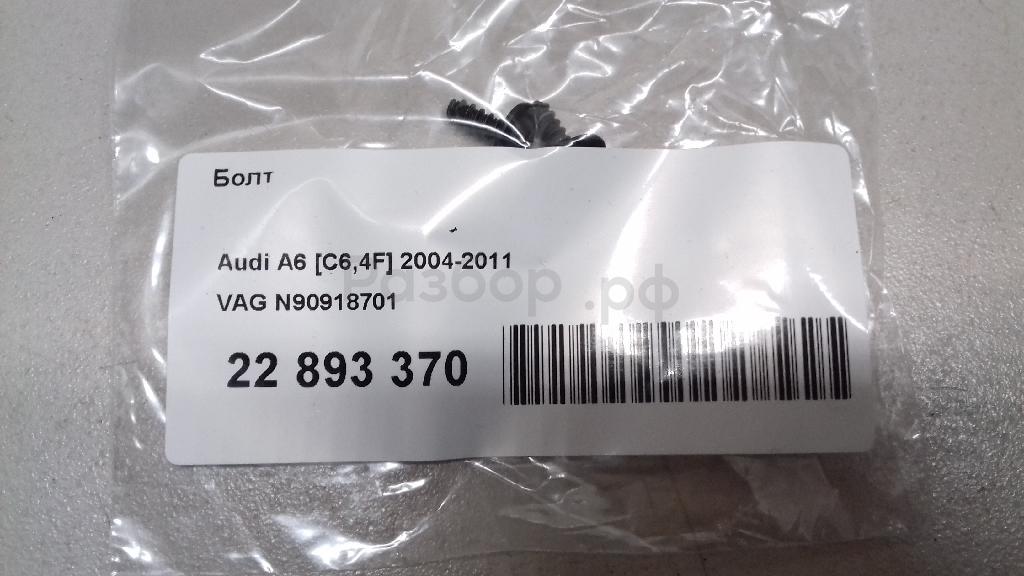 Болт
Audi A6 [C6,4F] 2004-2011
Разбор.рф
VAG N90918701
22 893 370